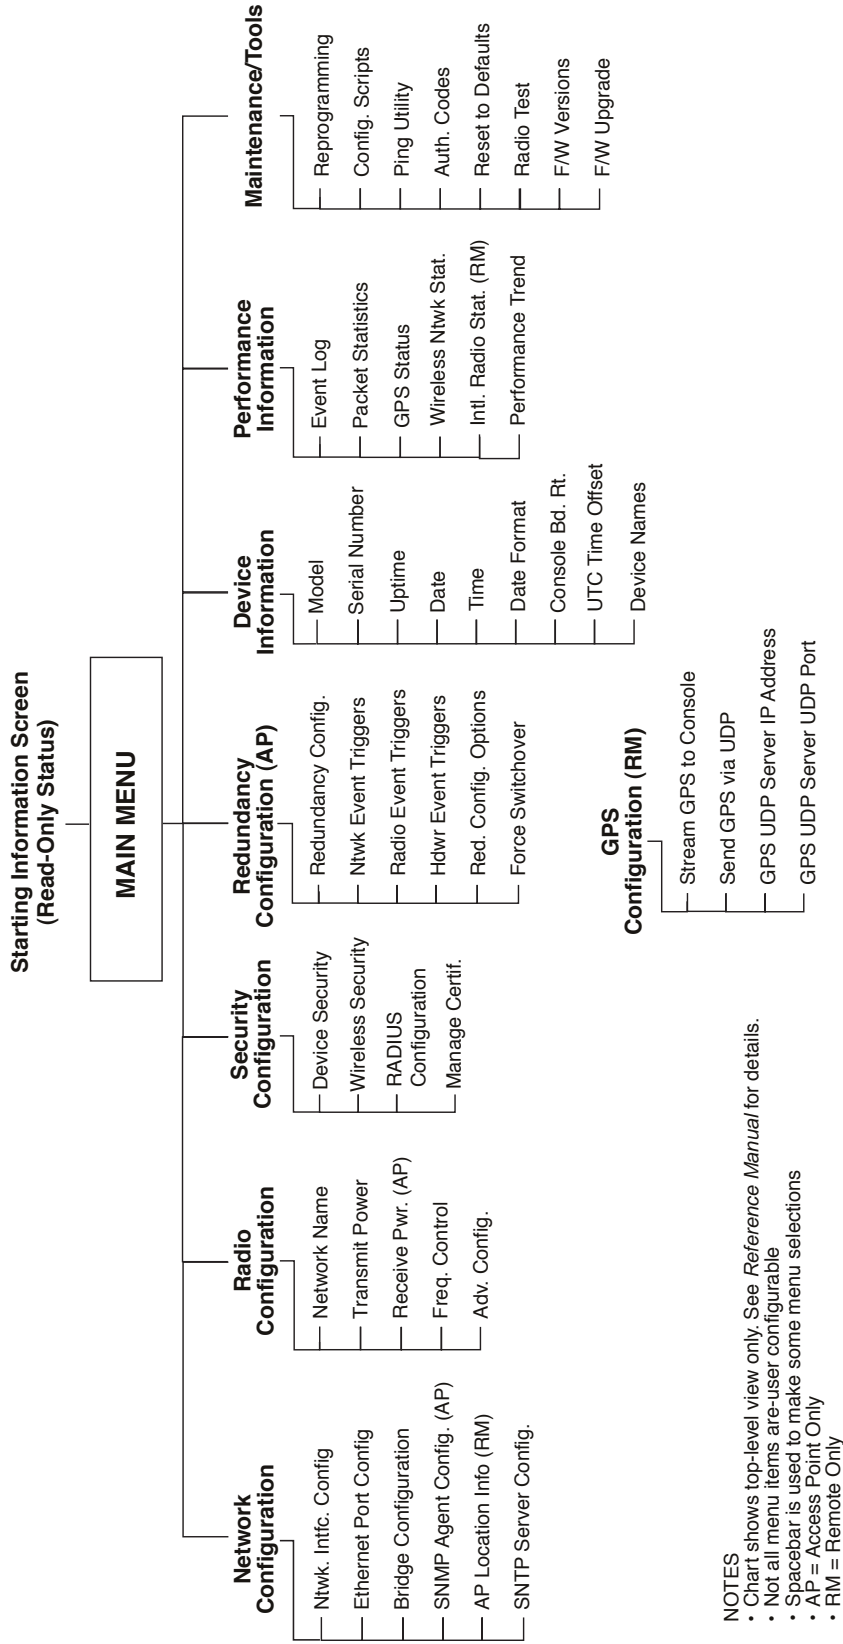 Starting Information Screen
(Read-Only Status)
MAIN MENU
Network
Configuration
Ntwk. Intfc. Config
Ethernet Port Config
Bridge Configuration
SNMP Agent Config. (AP)
AP Location Info (RM)
SNTP Server Config.
Radio
Configuration
Network Name
Transmit Power
Receive Pwr. (AP)
Freq. Control
Adv. Config.
Security
Configuration
Device Security
Wireless Security
RADIUS
Configuration
Manage Certif.
Redundancy
Configuration (AP)
Redundancy Config.
Ntwk Event Triggers
Radio Event Triggers
Hdwr Event Triggers
Red. Config. Options
Force Switchover
Device
Information
Model
Serial Number
Uptime
Date
Time
Date Format
Console Bd. Rt.
UTC Time Offset
Device Names
Performance
Information
Event Log
Packet Statistics
GPS Status
Wireless Ntwk Stat.
Intl. Radio Stat. (RM)
Performance Trend
Maintenance/Tools
Reprogramming
Config. Scripts
Ping Utility
Auth. Codes
Reset to Defaults
Radio Test
F/W Versions
F/W Upgrade
GPS
Configuration (RM)
Stream GPS to Console
Send GPS via UDP
GPS UDP Server IP Address
GPS UDP Server UDP Port
NOTES
• Chart shows top-level view only. See Reference Manual for details.
• Not all menu items are-user configurable
• Spacebar is used to make some menu selections
• AP = Access Point Only
• RM = Remote Only